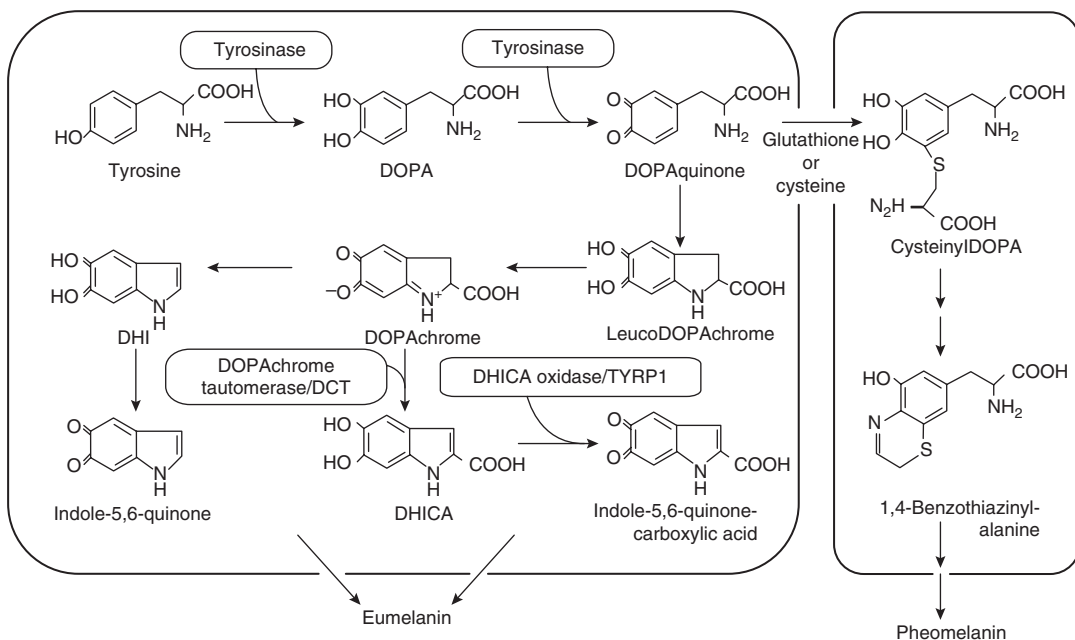 Tyrosinase
Tyrosinase
COOH
NH2
HO
Tyrosine
HO
HO
COOH
NH2
DOPA
O
O
COOH
NH2
DOPAquinone
Glutathione
or
cysteine
HO
HO
COOH
NH2
S
N2H
COOH
CysteinylDOPA
HO
HO
N
H
DHI
O
–O
N+
H
COOH
DOPAchrome
HO
HO
N
H
COOH
LeucoDOPAchrome
DOPAchrome
tautomerase/DCT
DHICA oxidase/TYRP1
O
O
N
H
Indole-5,6-quinone
HO
HO
N
H
COOH
DHICA
O
O
N
H
COOH
Indole-5,6-quinone-
carboxylic acid
HO
COOH
NH2
N
S
1,4-Benzothiazinyl-
alanine
Eumelanin
Pheomelanin